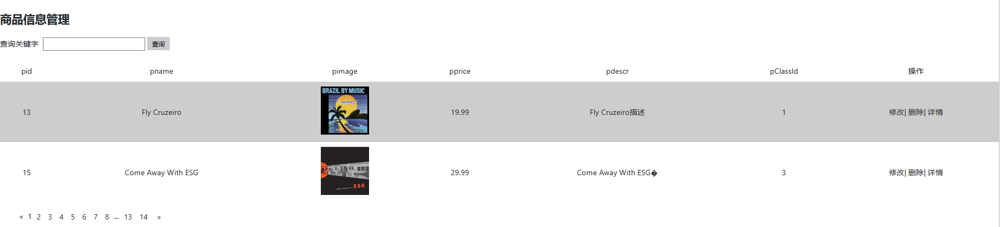 商品信息管理
查询关键字 查询
pid pname pimage pprice pdescr pClassId 操作
BRAZIL BY MUSIC
13 Fly Cruzeiro 19.99 Fly Cruzeiro描述 1 修改| 删除| 详情
15 Come Away With ESG 29.99 Come Away With ESG� 3 修改| 删除| 详情
COME AWAY WITH ESG
« 1 2 3 4 5 6 7 8 ... 13 14 »